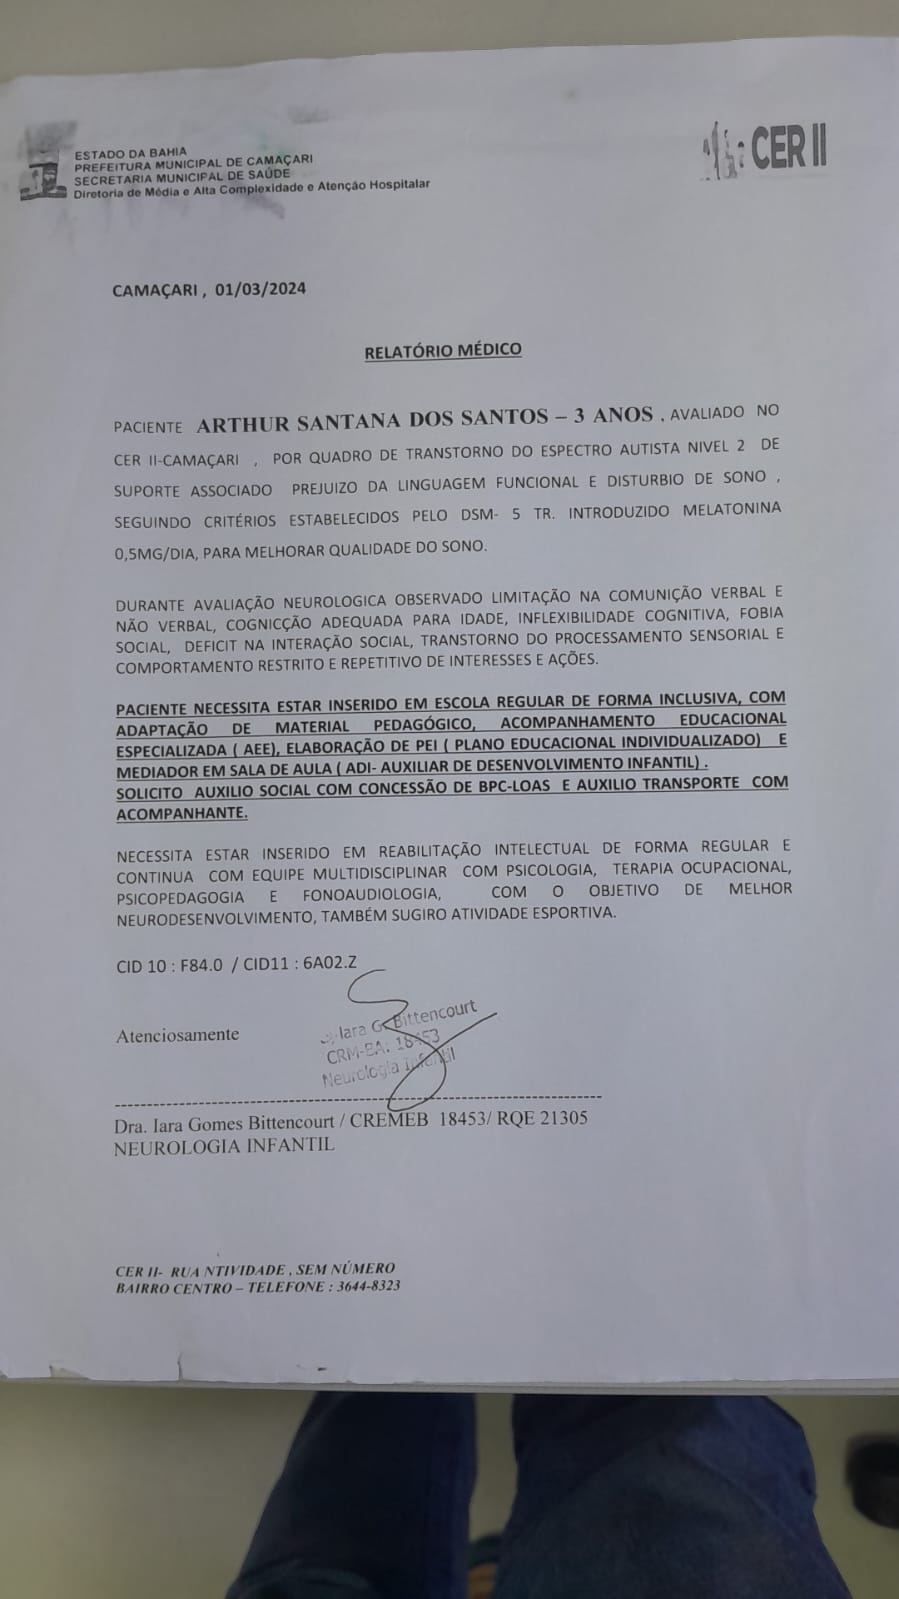 ESTADO DA BAHIA
PREFEITURA MUNICIPAL DE CAMAÇARI
SECRETARIA MUNICIPAL DE SAÚDE
Diretoria de Média e Alta Complexidade e Atenção Hospitalar
CER II
CAMAÇARI , 01/03/2024
RELATÓRIO MÉDICO
PACIENTE ARTHUR SANTANA DOS SANTOS – 3 ANOS , AVALIADO NO
CER II-CAMAÇARI , POR QUADRO DE TRANSTORNO DO ESPECTRO AUTISTA NIVEL 2 DE
SUPORTE ASSOCIADO PREJUIZO DA LINGUAGEM FUNCIONAL E DISTURBIO DE SONO ,
SEGUINDO CRITÉRIOS ESTABELECIDOS PELO DSM- 5 TR. INTRODUZIDO MELATONINA
0,5MG/DIA, PARA MELHORAR QUALIDADE DO SONO.
DURANTE AVALIAÇÃO NEUROLOGICA OBSERVADO LIMITAÇÃO NA COMUNIÇÃO VERBAL E
NÃO VERBAL, COGNICÇÃO ADEQUADA PARA IDADE, INFLEXIBILIDADE COGNITIVA, FOBIA
SOCIAL, DEFICIT NA INTERAÇÃO SOCIAL, TRANSTORNO DO PROCESSAMENTO SENSORIAL E
COMPORTAMENTO RESTRITO E REPETITIVO DE INTERESSES E AÇÕES.
PACIENTE NECESSITA ESTAR INSERIDO EM ESCOLA REGULAR DE FORMA INCLUSIVA, COM
ADAPTAÇÃO DE MATERIAL PEDAGÓGICO, ACOMPANHAMENTO EDUCACIONAL
ESPECIALIZADA ( AEE), ELABORAÇÃO DE PEI ( PLANO EDUCACIONAL INDIVIDUALIZADO) E
MEDIADOR EM SALA DE AULA ( ADI- AUXILIAR DE DESENVOLVIMENTO INFANTIL) .
SOLICITO AUXILIO SOCIAL COM CONCESSÃO DE BPC-LOAS E AUXILIO TRANSPORTE COM
ACOMPANHANTE.
NECESSITA ESTAR INSERIDO EM REABILITAÇÃO INTELECTUAL DE FORMA REGULAR E
CONTINUA COM EQUIPE MULTIDISCIPLINAR COM PSICOLOGIA, TERAPIA OCUPACIONAL,
PSICOPEDAGOGIA E FONOAUDIOLOGIA, COM O OBJETIVO DE MELHOR
NEURODESENVOLVIMENTO, TAMBÉM SUGIRO ATIVIDADE ESPORTIVA.
CID 10 : F84.0 / CID11 : 6A02.Z
Atenciosamente
Iara G. Bittencourt
CRM-BA: 18453
Neurologia Infantil
Dra. Iara Gomes Bittencourt / CREMEB 18453/ RQE 21305
NEUROLOGIA INFANTIL
CER II- RUA NTIVIDADE , SEM NÚMERO
BAIRRO CENTRO – TELEFONE : 3644-8323